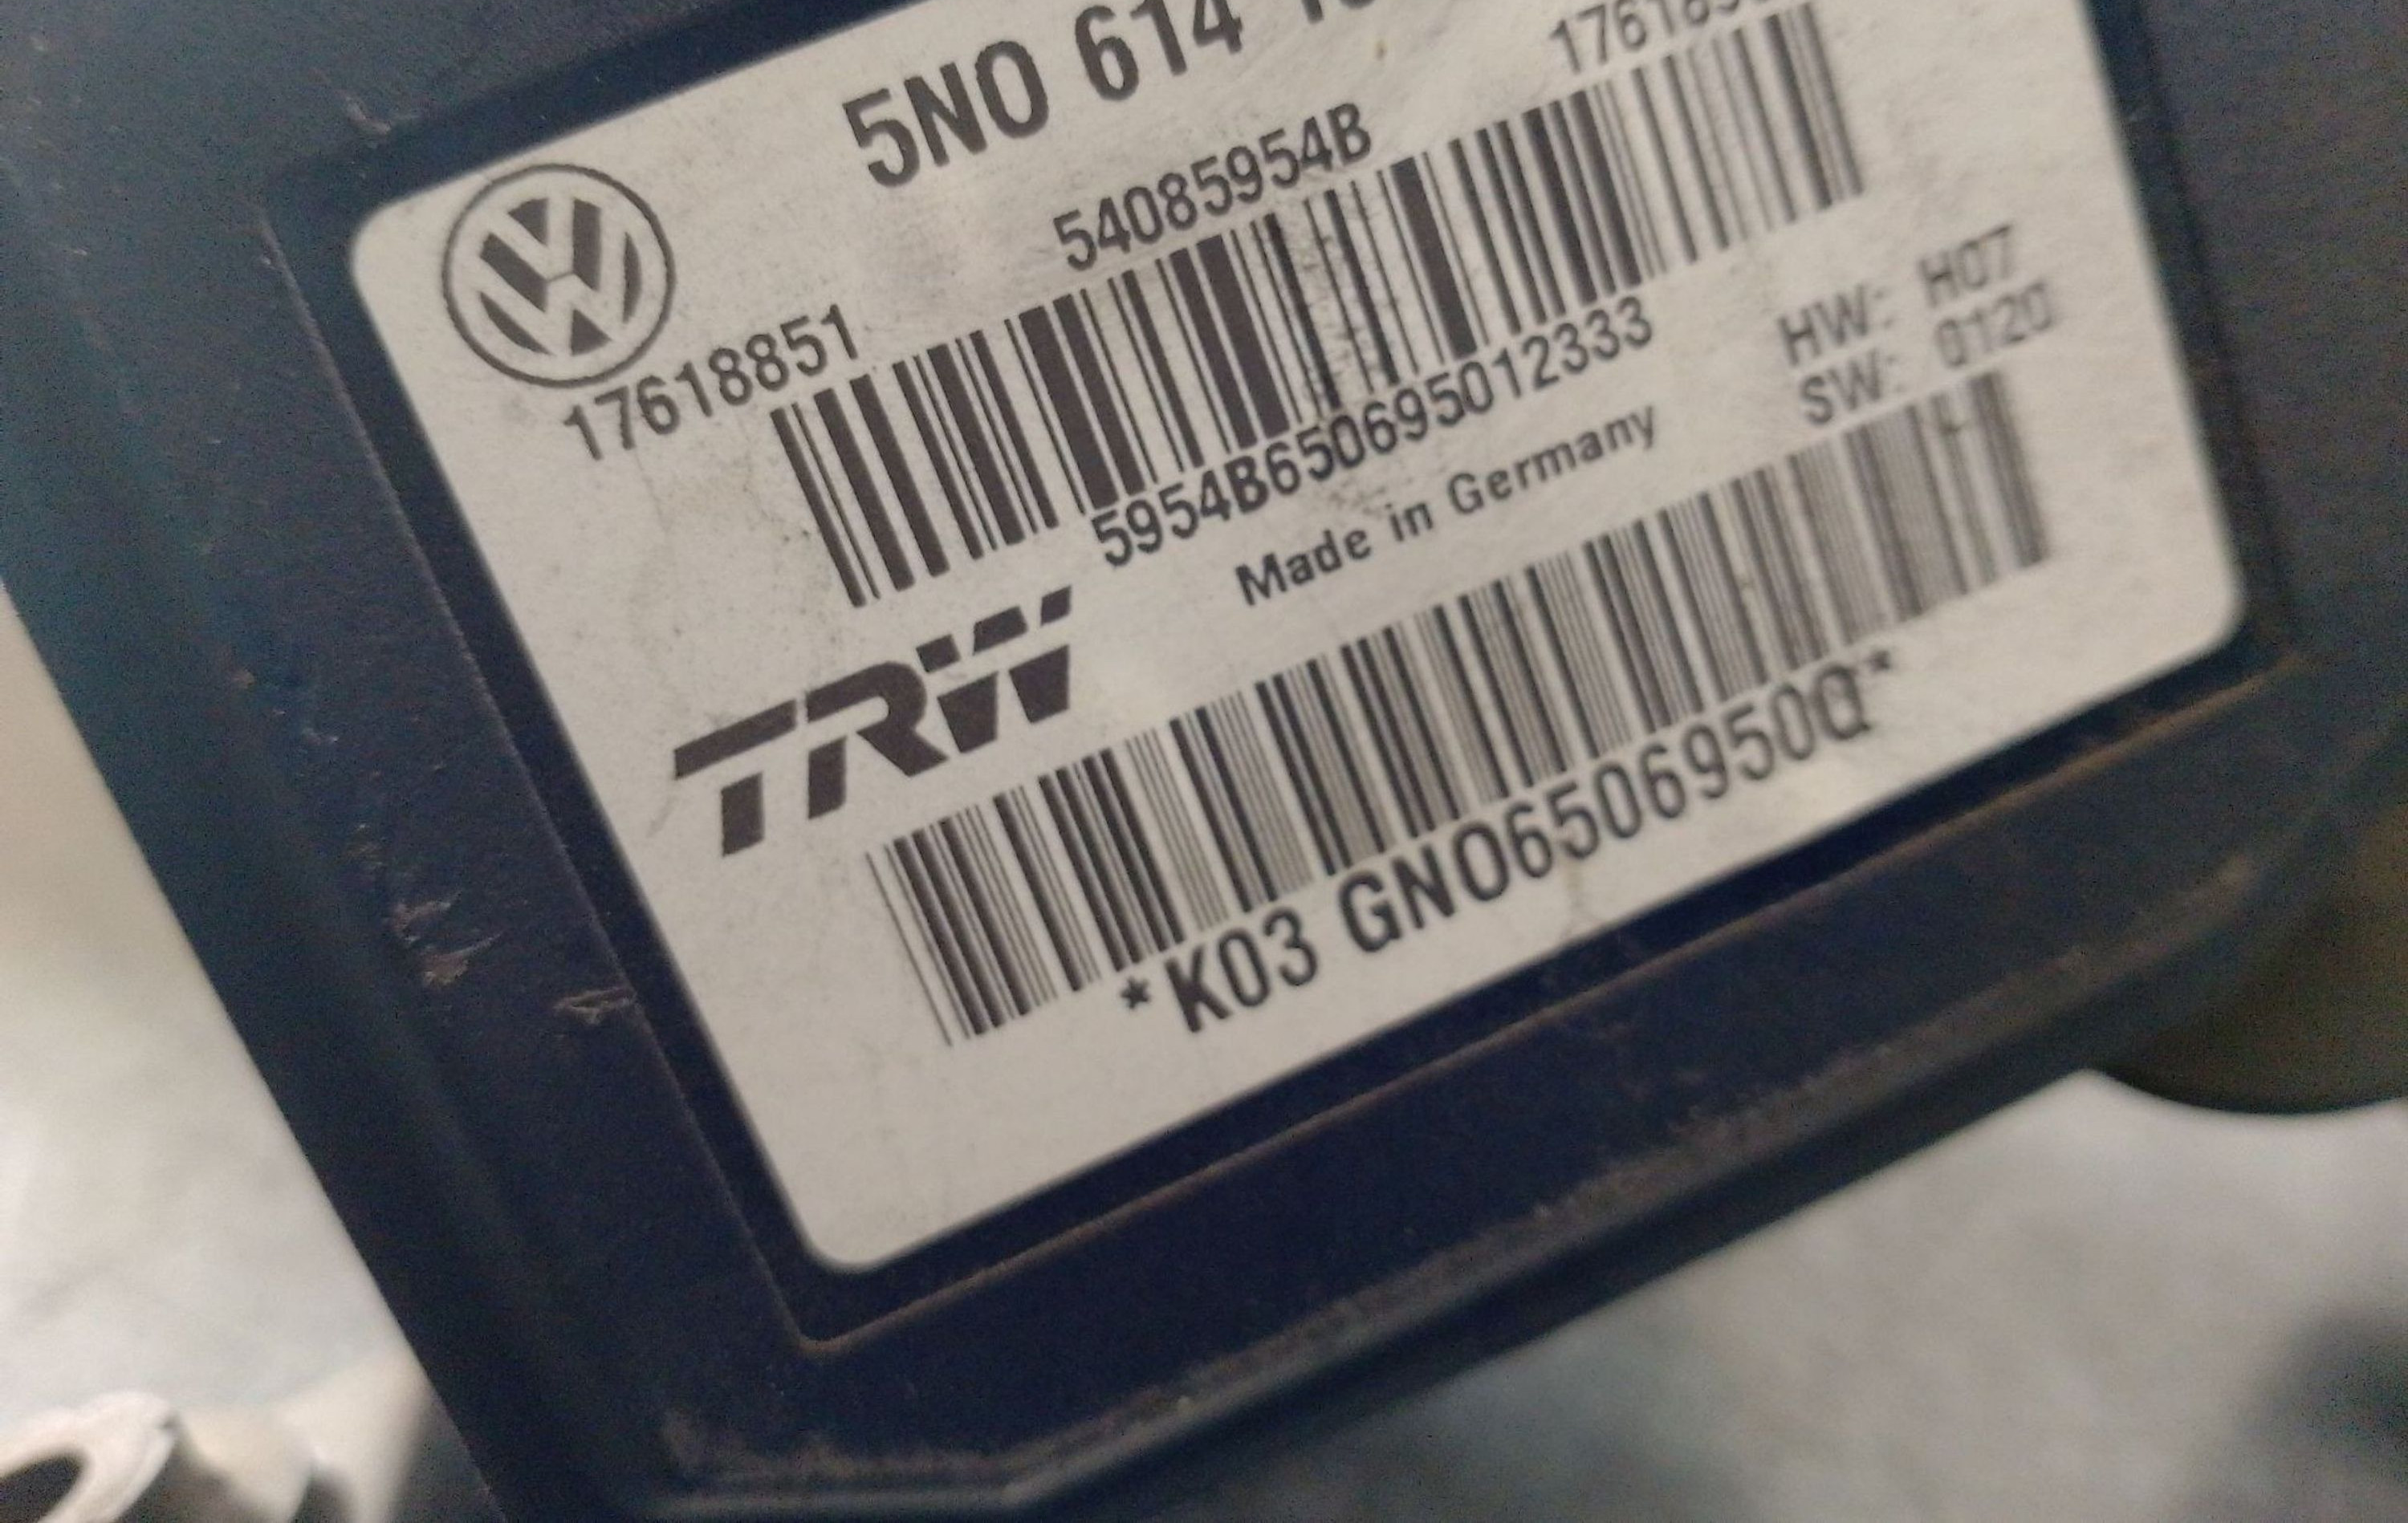 5N0 614
54085954B
17618851
5954B650695012333
HW: H07
SW: 0120
Made in Germany
TRW
*K03 GN06506950Q*